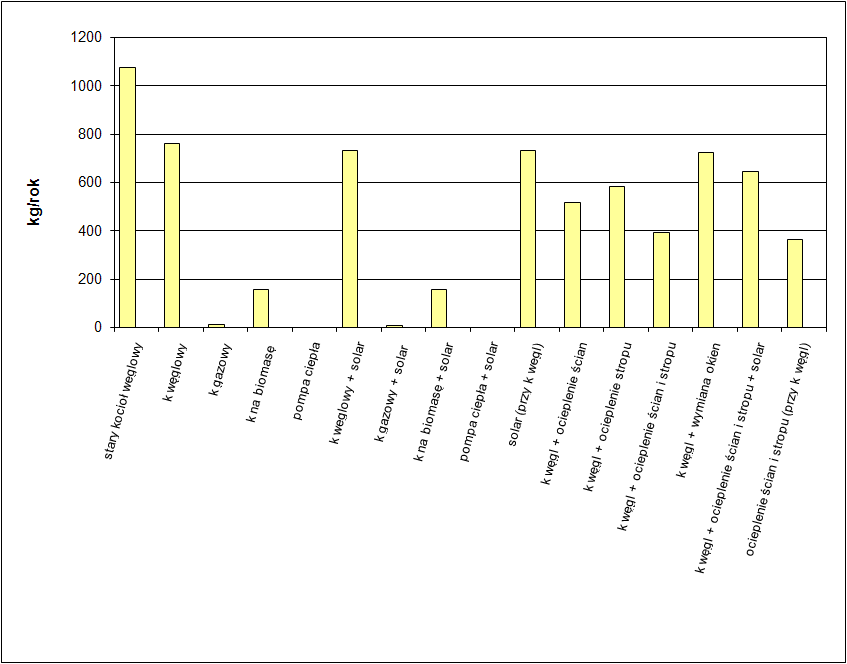 1200
1000
800
600
400
200
0
kg/rok
stary kocioł węglowy
k węglowy
k gazowy
k na biomasę
pompa ciepła
k weglowy + solar
k gazowy + solar
k na biomasę + solar
pompa ciepła + solar
solar (przy k węgl)
k węgl + ocieplenie ścian
k węgl + ocieplenie stropu
k węgl + ocieplenie ścian i stropu
k węgl + wymiana okien
k węgl + ocieplenie ścian i stropu + solar
ocieplenie ścian i stropu (przy k węgl)